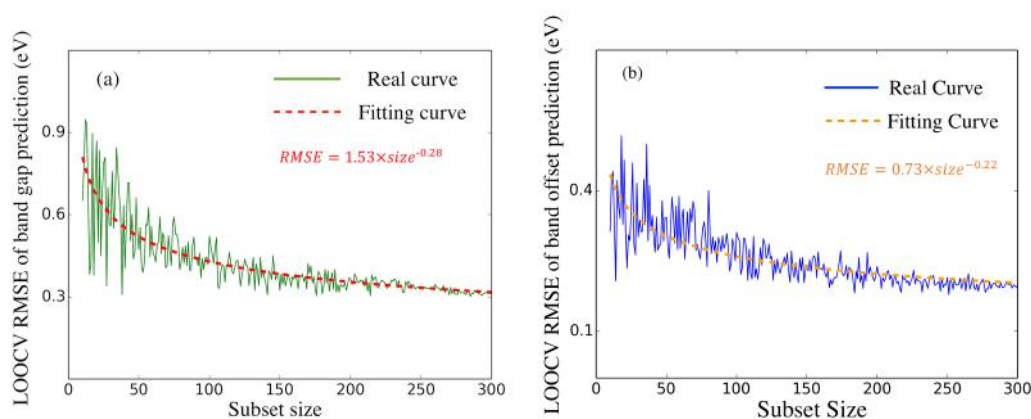 LOOCV RMSE of band gap prediction (eV)
(a)
Real curve
Fitting curve
RMSE = 1.53×size^-0.28
0.9
0.6
0.3
0 50 100 150 200 250 300
Subset size
LOOCV RMSE of band offset prediction (eV)
(b)
Real Curve
Fitting Curve
RMSE = 0.73×size^−0.22
0.4
0.1
0 50 100 150 200 250 300
Subset Size